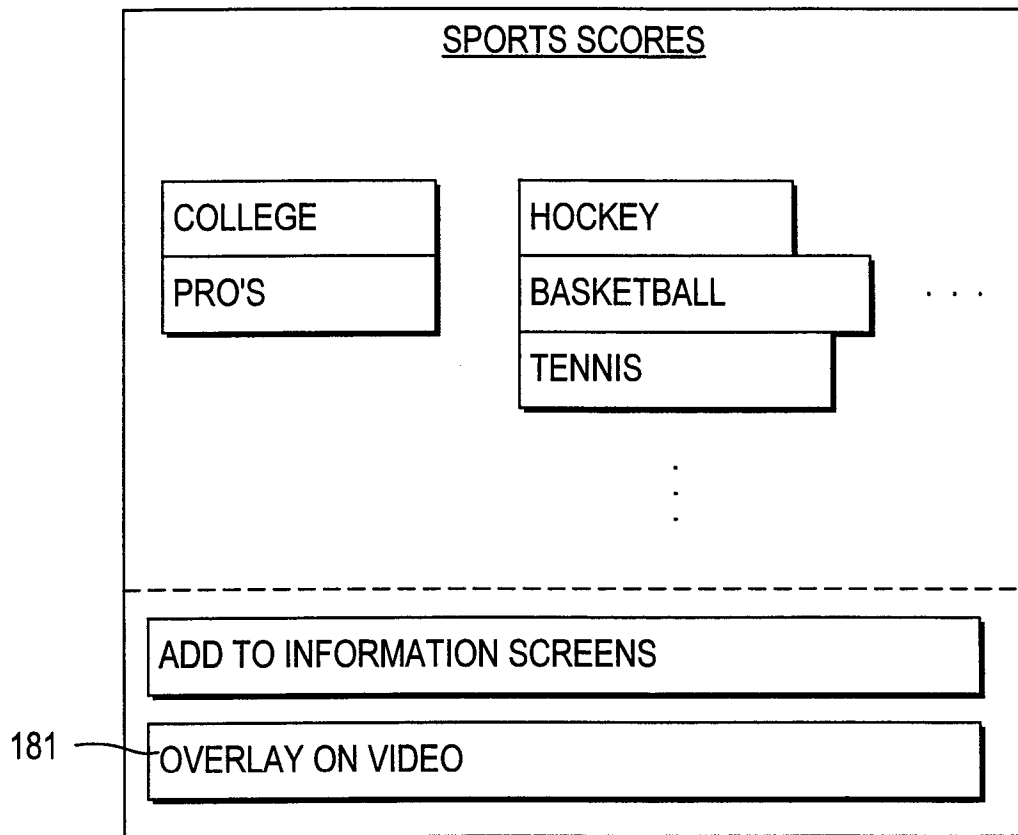 SPORTS SCORES
COLLEGE
PRO'S
HOCKEY
BASKETBALL
TENNIS
. . .
ADD TO INFORMATION SCREENS
181
OVERLAY ON VIDEO